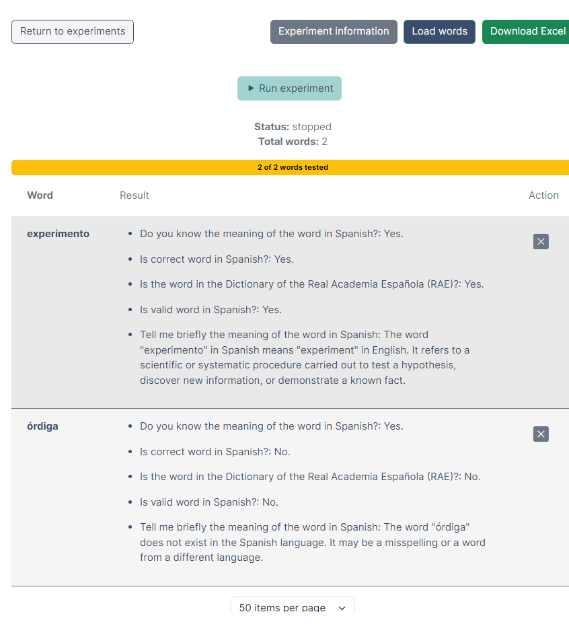 Return to experiments
Experiment information
Load words
Download Excel
Run experiment
Status: stopped
Total words: 2
2 of 2 words tested
Word Result Action
experimento
Do you know the meaning of the word in Spanish?: Yes.
Is correct word in Spanish?: Yes.
Is the word in the Dictionary of the Real Academia Española (RAE)?: Yes.
Is valid word in Spanish?: Yes.
Tell me briefly the meaning of the word in Spanish: The word
"experimento" in Spanish means "experiment" in English. It refers to a
scientific or systematic procedure carried out to test a hypothesis,
discover new information, or demonstrate a known fact.
órdiga
Do you know the meaning of the word in Spanish?: Yes.
Is correct word in Spanish?: No.
Is the word in the Dictionary of the Real Academia Española (RAE)?: No.
Is valid word in Spanish?: No.
Tell me briefly the meaning of the word in Spanish: The word "órdiga"
does not exist in the Spanish language. It may be a misspelling or a word
from a different language.
50 items per page